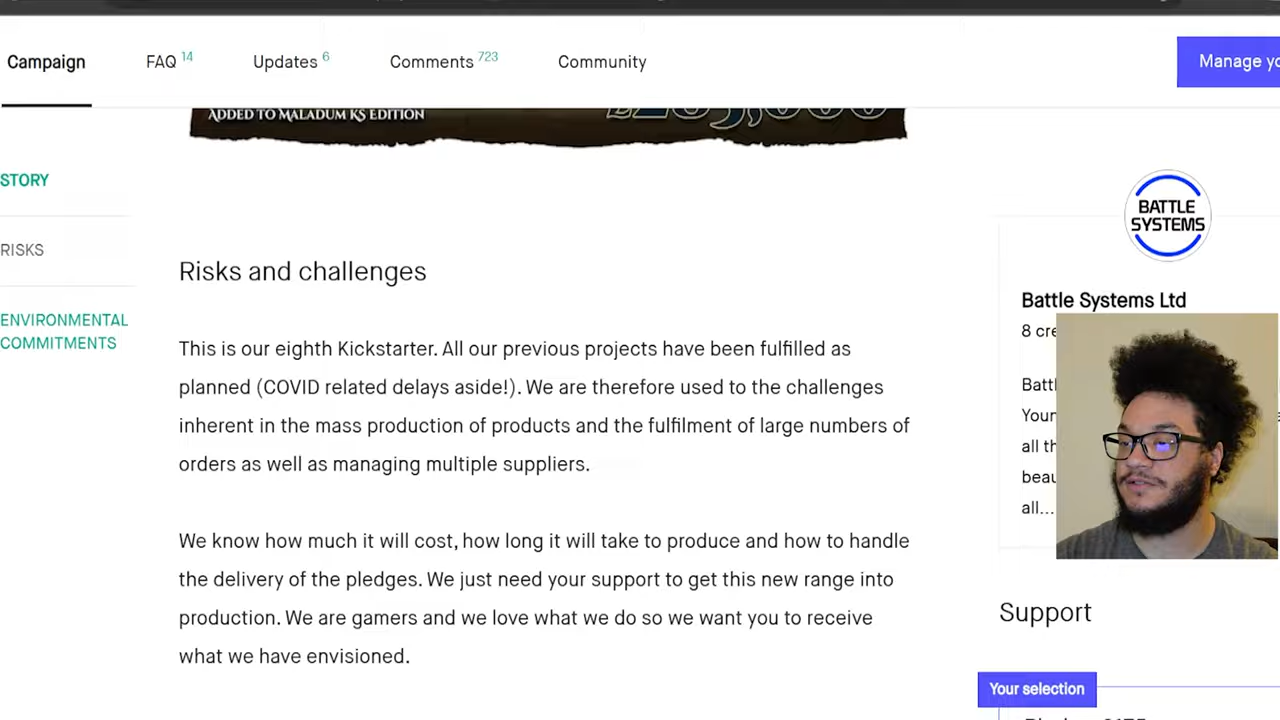 Campaign
FAQ 14
Updates 6
Comments 723
Community
Manage yo
ADDED TO MALADUM KS EDITION
STORY
RISKS
ENVIRONMENTAL
COMMITMENTS
Risks and challenges
This is our eighth Kickstarter. All our previous projects have been fulfilled as
planned (COVID related delays aside!). We are therefore used to the challenges
inherent in the mass production of products and the fulfilment of large numbers of
orders as well as managing multiple suppliers.
We know how much it will cost, how long it will take to produce and how to handle
the delivery of the pledges. We just need your support to get this new range into
production. We are gamers and we love what we do so we want you to receive
what we have envisioned.
BATTLE
SYSTEMS
Battle Systems Ltd
8 cre
Batt
Your
all th
beau
all...
Support
Your selection